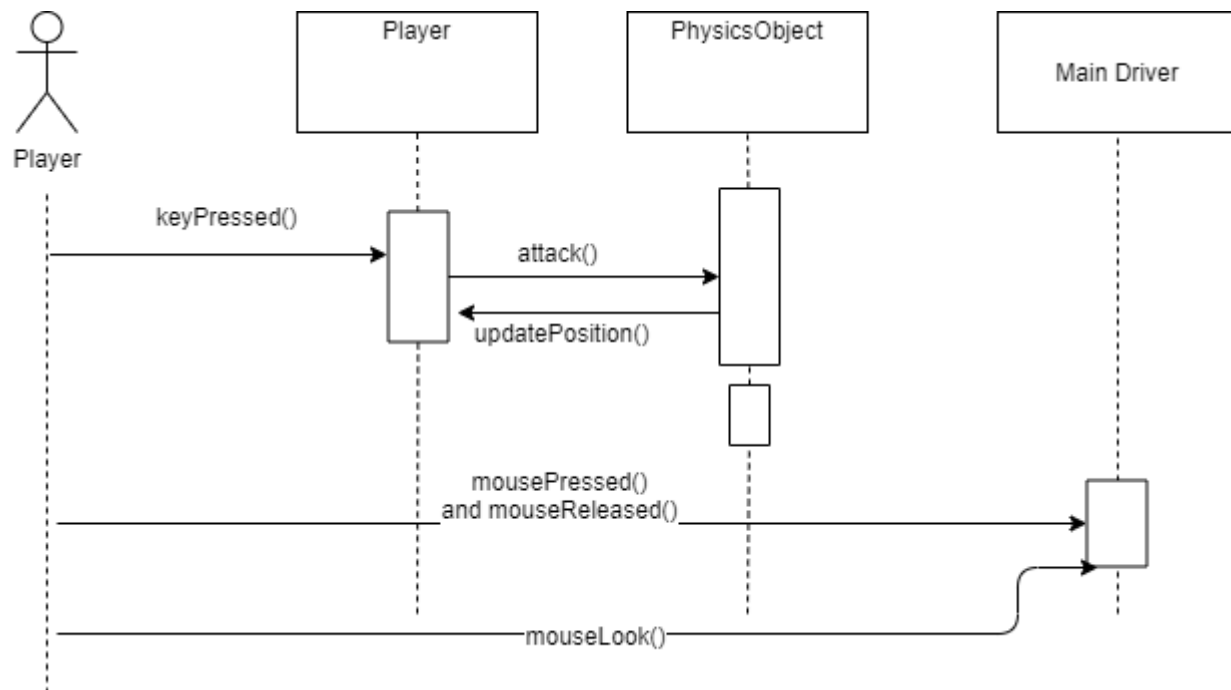 Player
PhysicsObject
Main Driver
Player
keyPressed()
attack()
updatePosition()
mousePressed()
and mouseReleased()
mouseLook()